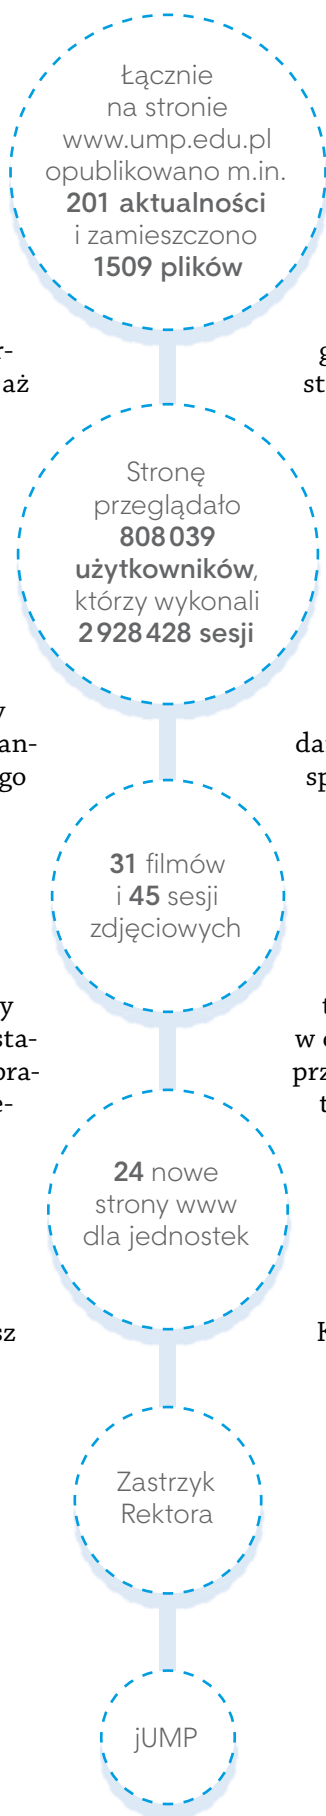 Łącznie
na stronie
www.ump.edu.pl
opublikowano m.in.
201 aktualności
i zamieszczono
1509 plików
Stronę
przeglądało
808 039
użytkowników,
którzy wykonali
2 928 428 sesji
31 filmów
i 45 sesji
zdjęciowych
24 nowe
strony www
dla jednostek
Zastrzyk
Rektora
jUMP